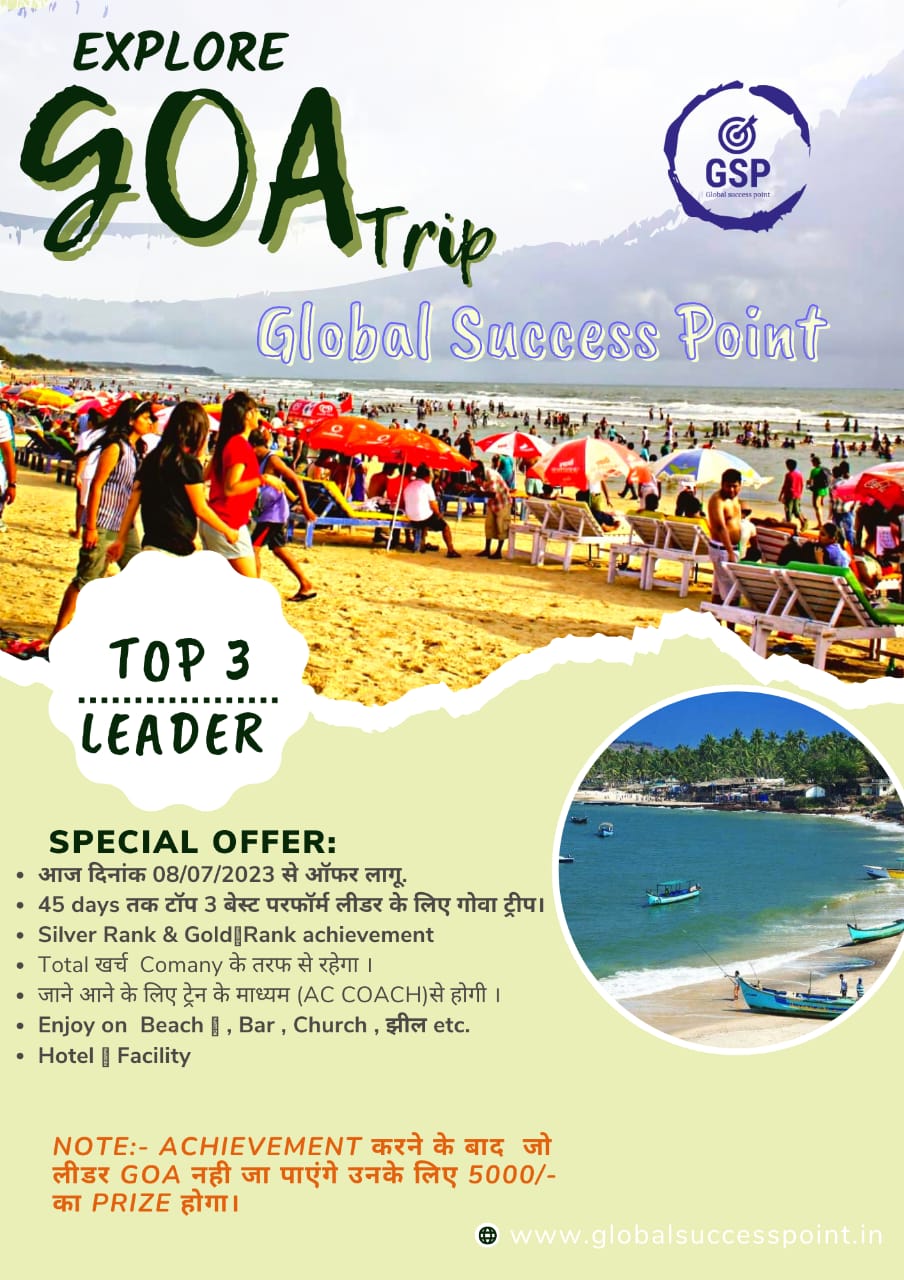 EXPLORE
GOA
Trip
GSP
Global success point
Global Success Point
TOP 3
LEADER
SPECIAL OFFER:
• आज दिनांक 08/07/2023 से ऑफर लागू.
• 45 days तक टॉप 3 बेस्ट परफॉर्म लीडर के लिए गोवा ट्रीप।
• Silver Rank & Gold Rank achievement
• Total खर्च Comany के तरफ से रहेगा ।
• जाने आने के लिए ट्रेन के माध्यम (AC COACH)से होगी ।
• Enjoy on Beach , Bar , Church , झील etc.
• Hotel Facility
NOTE:- ACHIEVEMENT करने के बाद जो
लीडर GOA नही जा पाएंगे उनके लिए 5000/-
का PRIZE होगा।
www.globalsuccesspoint.in